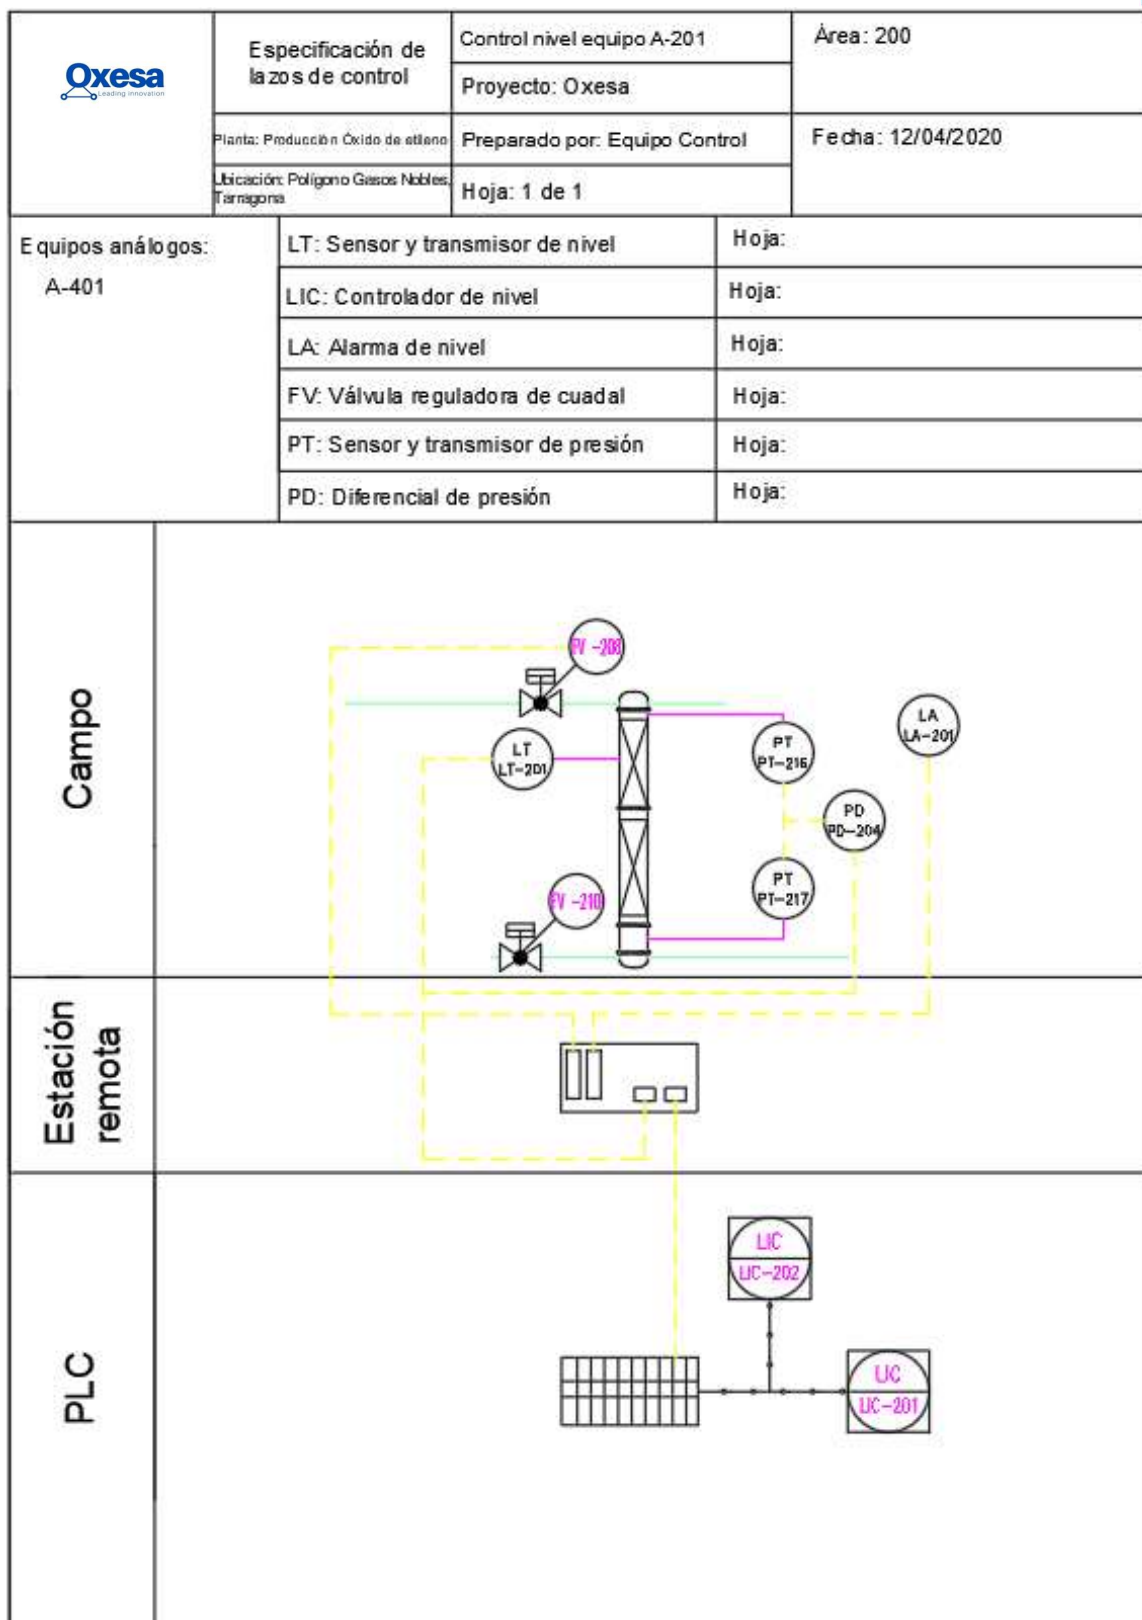 Oxesa
Leading innovation
Especificación de
lazos de control
Control nivel equipo A-201
Área: 200
Proyecto: Oxesa
Planta: Producción Óxido de etileno
Preparado por: Equipo Control
Fecha: 12/04/2020
Ubicación: Polígono Gasos Nobles,
Tarragona
Hoja: 1 de 1
Equipos análogos:
A-401
LT: Sensor y transmisor de nivel
Hoja:
LIC: Controlador de nivel
Hoja:
LA: Alarma de nivel
Hoja:
FV: Válvula reguladora de cuadal
Hoja:
PT: Sensor y transmisor de presión
Hoja:
PD: Diferencial de presión
Hoja:
Campo
FV -208
LT
LT-201
PT
PT-216
LA
LA-201
PD
PD-204
FV -210
PT
PT-217
Estación
remota
PLC
LIC
LIC-202
LIC
LIC-201